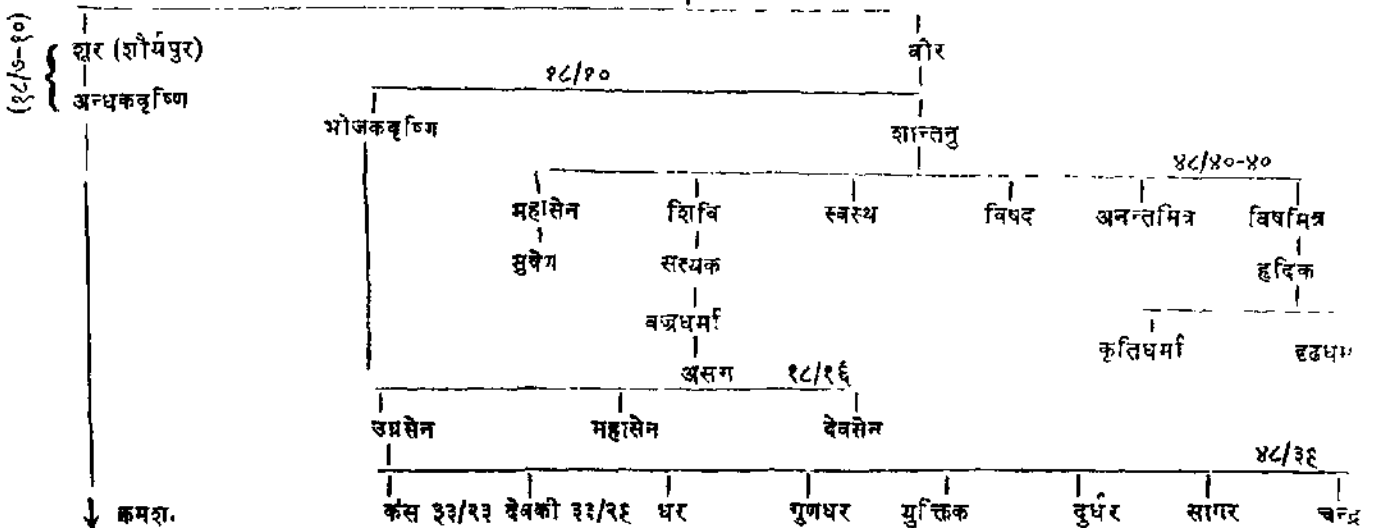 (१८/७-१०)
शूर (शौर्यपुर) वीर
१८/१०
अन्धकवृष्णि
भोजकवृष्णि शान्तनु
४८/४०-४०
महासेन शिवि स्वस्थ विषद अनन्तमित्र विषमित्र
सुषेण सत्यक हृदिक
वज्रधर्मा
कृतिधर्मा दृढधर्म
असग १८/१६
उग्रसेन महासेन देवसेन
४८/३९
↓ क्रमश. कंस ३३/२३ देवकी ३३/२९ धर गुणधर युक्तिक दुर्धर सागर चन्द्र